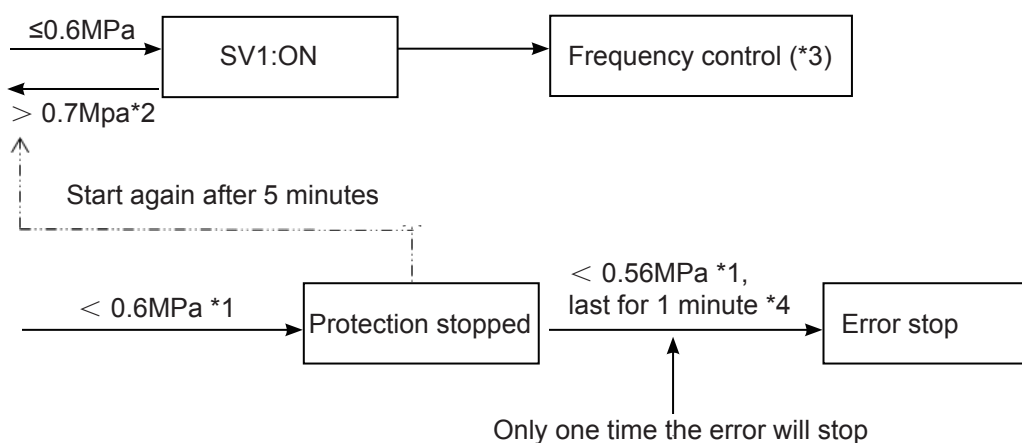 ≤0.6MPa
SV1:ON
Frequency control (*3)
＞ 0.7Mpa*2
Start again after 5 minutes
＜ 0.6MPa *1
Protection stopped
＜ 0.56MPa *1,
last for 1 minute *4
Error stop
Only one time the error will stop